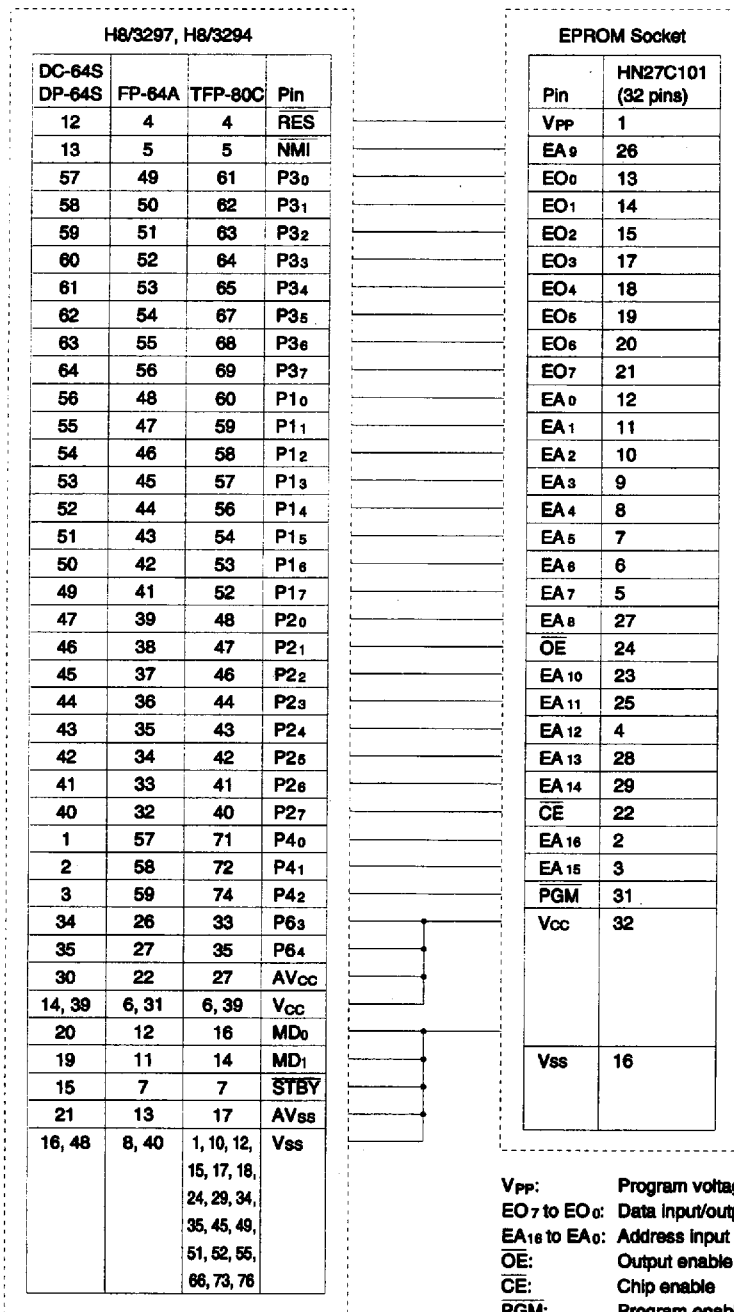 H8/3297, H8/3294
DC-64S
DP-64S FP-64A TFP-80C Pin
12 4 4 RES
13 5 5 NMI
57 49 61 P30
58 50 62 P31
59 51 63 P32
60 52 64 P33
61 53 65 P34
62 54 67 P35
63 55 68 P36
64 56 69 P37
56 48 60 P10
55 47 59 P11
54 46 58 P12
53 45 57 P13
52 44 56 P14
51 43 54 P15
50 42 53 P16
49 41 52 P17
47 39 48 P20
46 38 47 P21
45 37 46 P22
44 36 44 P23
43 35 43 P24
42 34 42 P25
41 33 41 P26
40 32 40 P27
1 57 71 P40
2 58 72 P41
3 59 74 P42
34 26 33 P63
35 27 35 P64
30 22 27 AVCC
14, 39 6, 31 6, 39 VCC
20 12 16 MD0
19 11 14 MD1
15 7 7 STBY
21 13 17 AVSS
16, 48 8, 40 1, 10, 12, VSS
15, 17, 18,
24, 29, 34,
35, 45, 49,
51, 52, 55,
66, 73, 76
EPROM Socket
HN27C101
Pin (32 pins)
VPP 1
EA9 26
EO0 13
EO1 14
EO2 15
EO3 17
EO4 18
EO5 19
EO6 20
EO7 21
EA0 12
EA1 11
EA2 10
EA3 9
EA4 8
EA5 7
EA6 6
EA7 5
EA8 27
OE 24
EA10 23
EA11 25
EA12 4
EA13 28
EA14 29
CE 22
EA16 2
EA15 3
PGM 31
VCC 32
VSS 16
VPP: Program voltag
EO7 to EO0: Data input/outp
EA16 to EA0: Address input
OE: Output enable
CE: Chip enable
PGM: Program enab